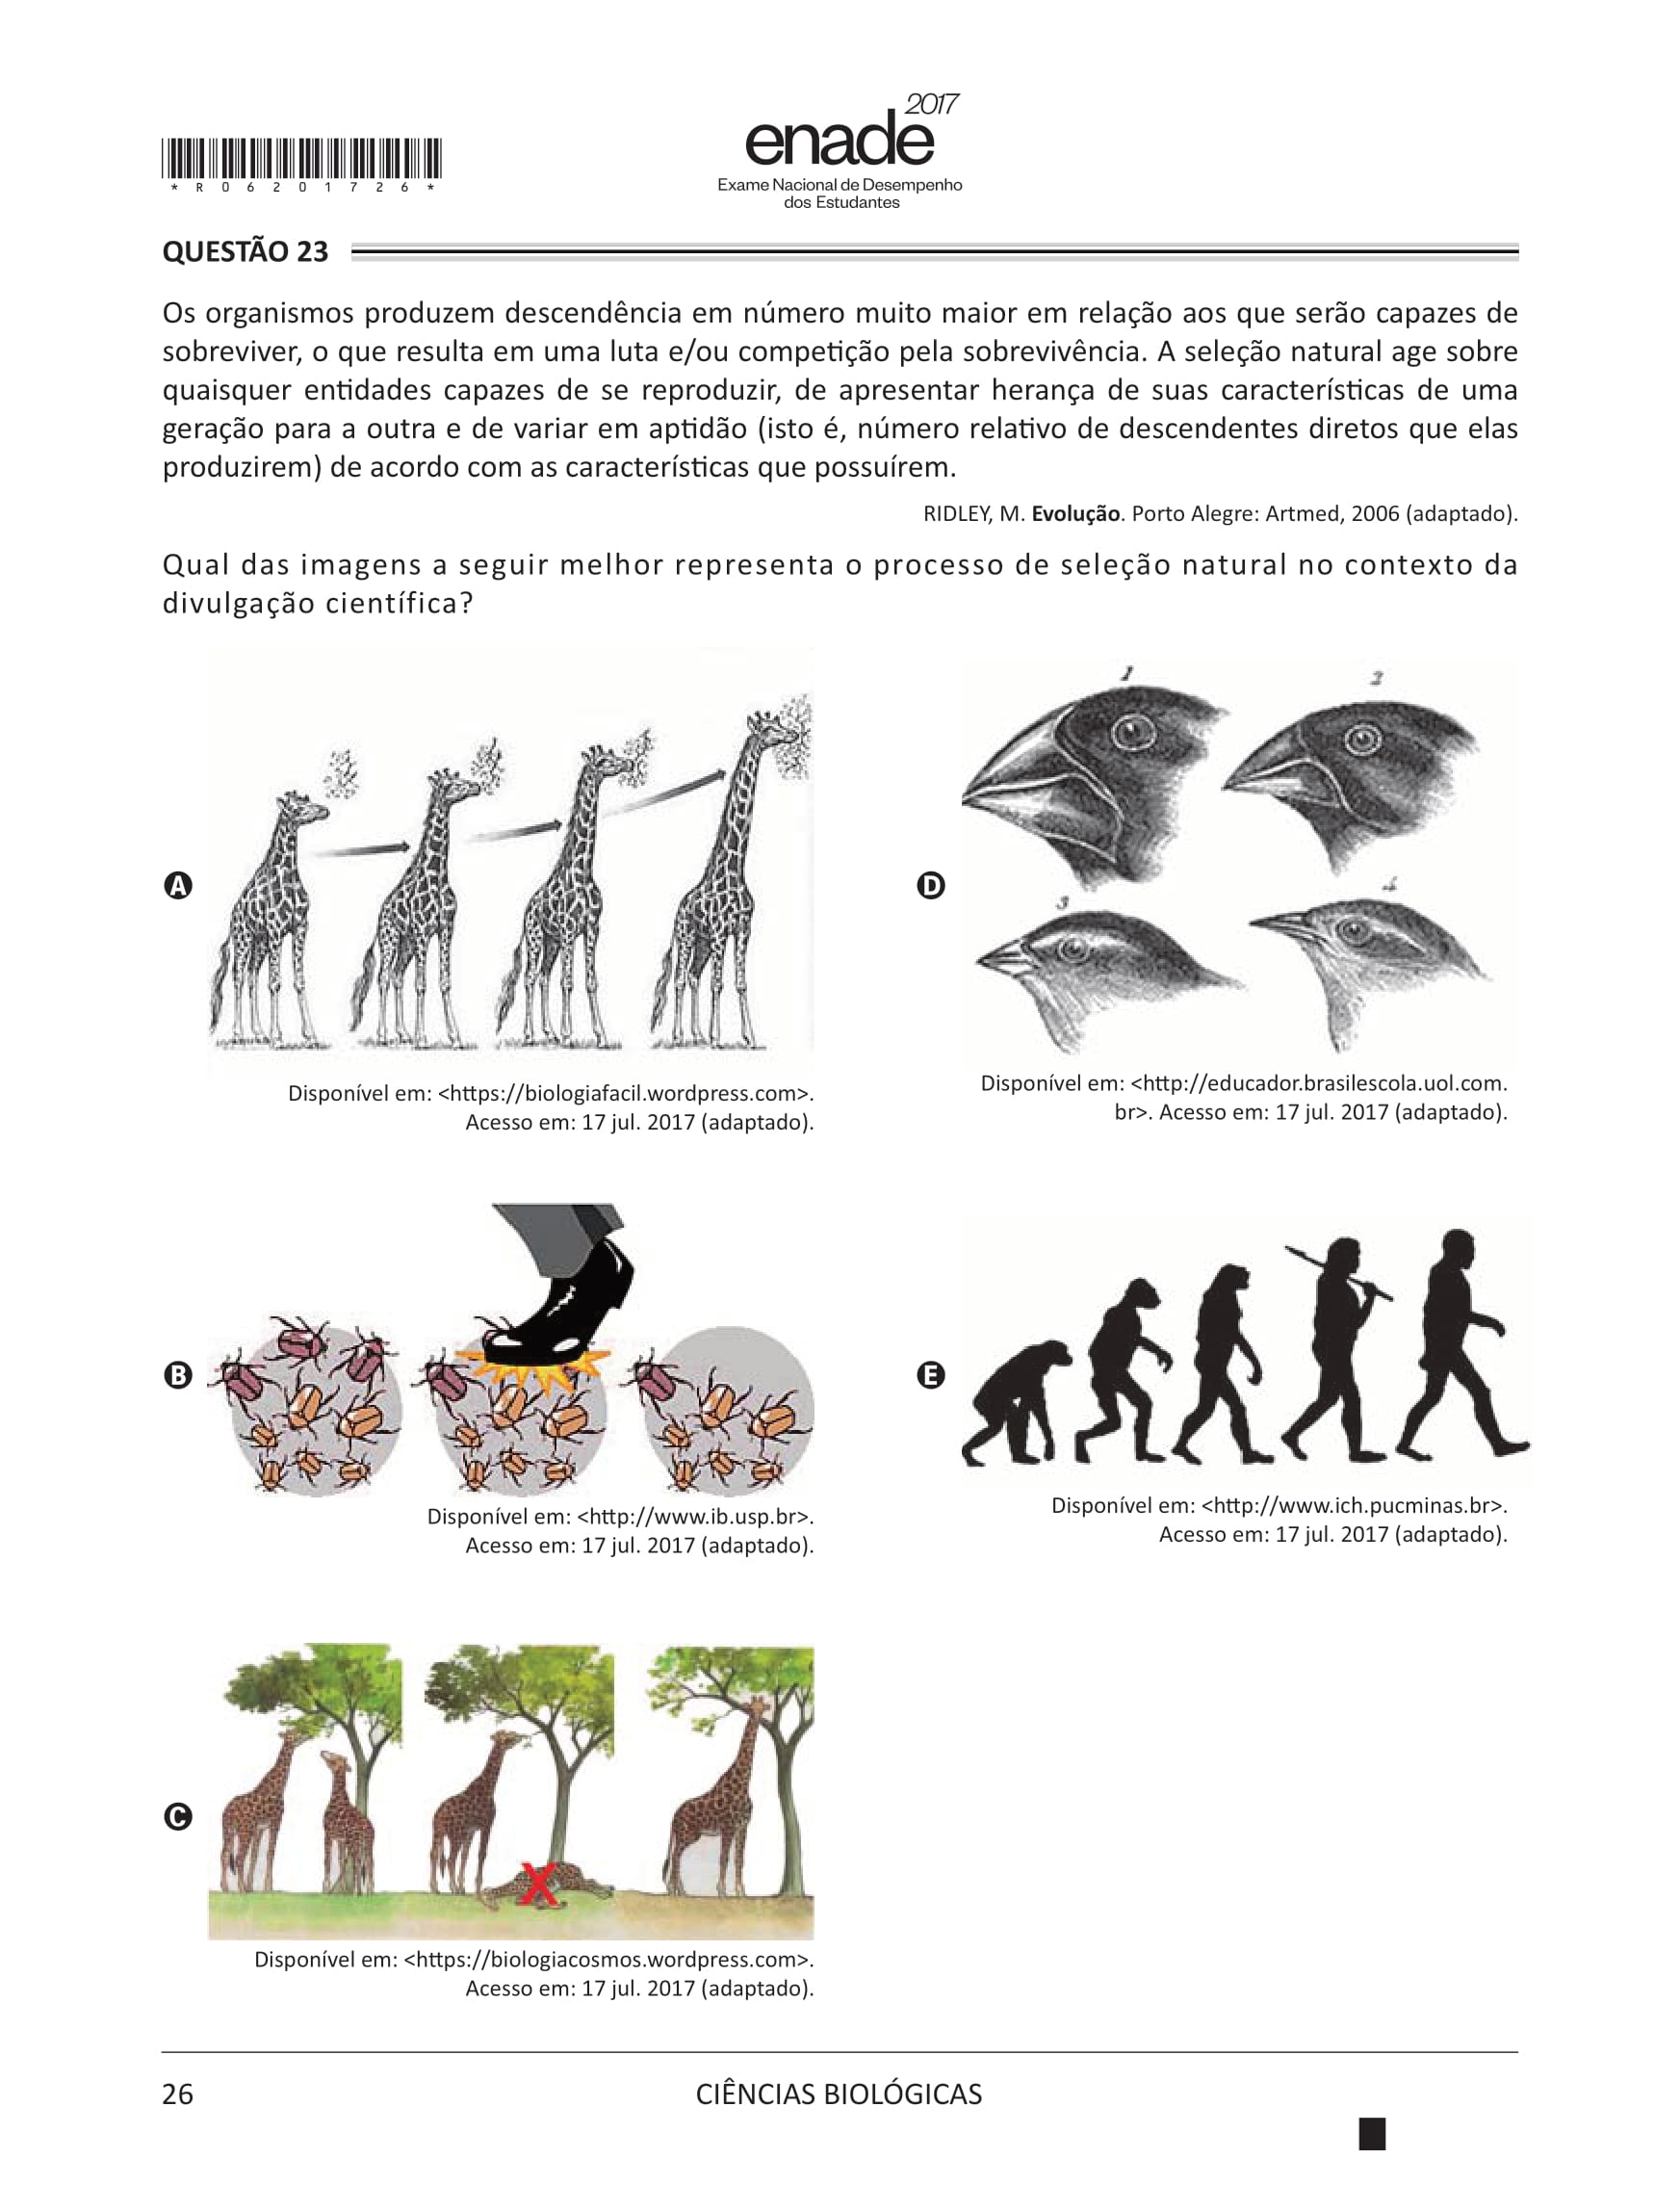 * R 0 6 2 0 1 7 2 6 *
2017
enade
Exame Nacional de Desempenho
dos Estudantes
QUESTÃO 23
Os organismos produzem descendência em número muito maior em relação aos que serão capazes de
sobreviver, o que resulta em uma luta e/ou competição pela sobrevivência. A seleção natural age sobre
quaisquer entidades capazes de se reproduzir, de apresentar herança de suas características de uma
geração para a outra e de variar em aptidão (isto é, número relativo de descendentes diretos que elas
produzirem) de acordo com as características que possuírem.
RIDLEY, M. Evolução. Porto Alegre: Artmed, 2006 (adaptado).
Qual das imagens a seguir melhor representa o processo de seleção natural no contexto da
divulgação científica?
A
Disponível em: <https://biologiafacil.wordpress.com>.
Acesso em: 17 jul. 2017 (adaptado).
B
Disponível em: <http://www.ib.usp.br>.
Acesso em: 17 jul. 2017 (adaptado).
C
X
Disponível em: <https://biologiacosmos.wordpress.com>.
Acesso em: 17 jul. 2017 (adaptado).
D
1
2
3
4
Disponível em: <http://educador.brasilescola.uol.com.
br>. Acesso em: 17 jul. 2017 (adaptado).
E
Disponível em: <http://www.ich.pucminas.br>.
Acesso em: 17 jul. 2017 (adaptado).
26
CIÊNCIAS BIOLÓGICAS